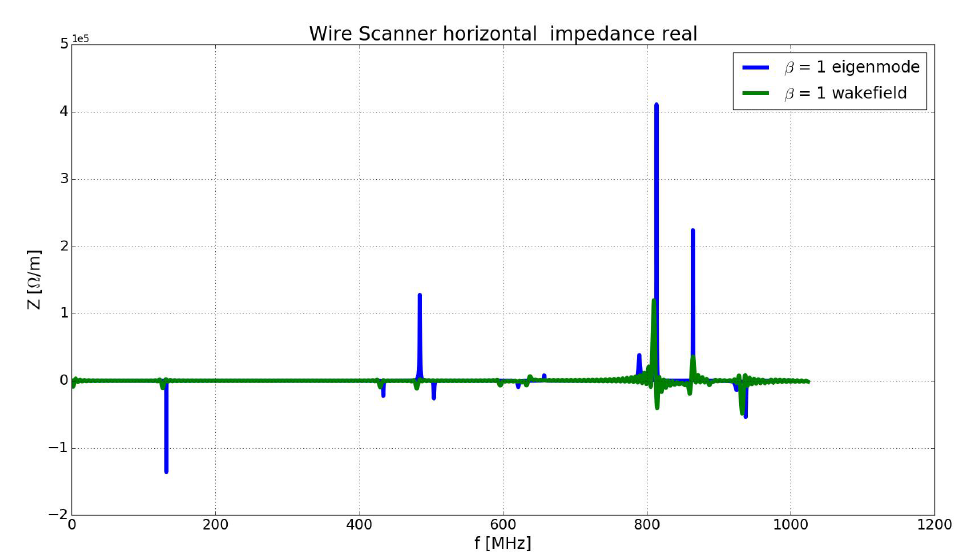 Wire Scanner horizontal  impedance real
1e5
β = 1 eigenmode
β = 1 wakefield
5
4
3
2
1
0
−1
−2
Z [Ω/m]
0 200 400 600 800 1000 1200
f [MHz]